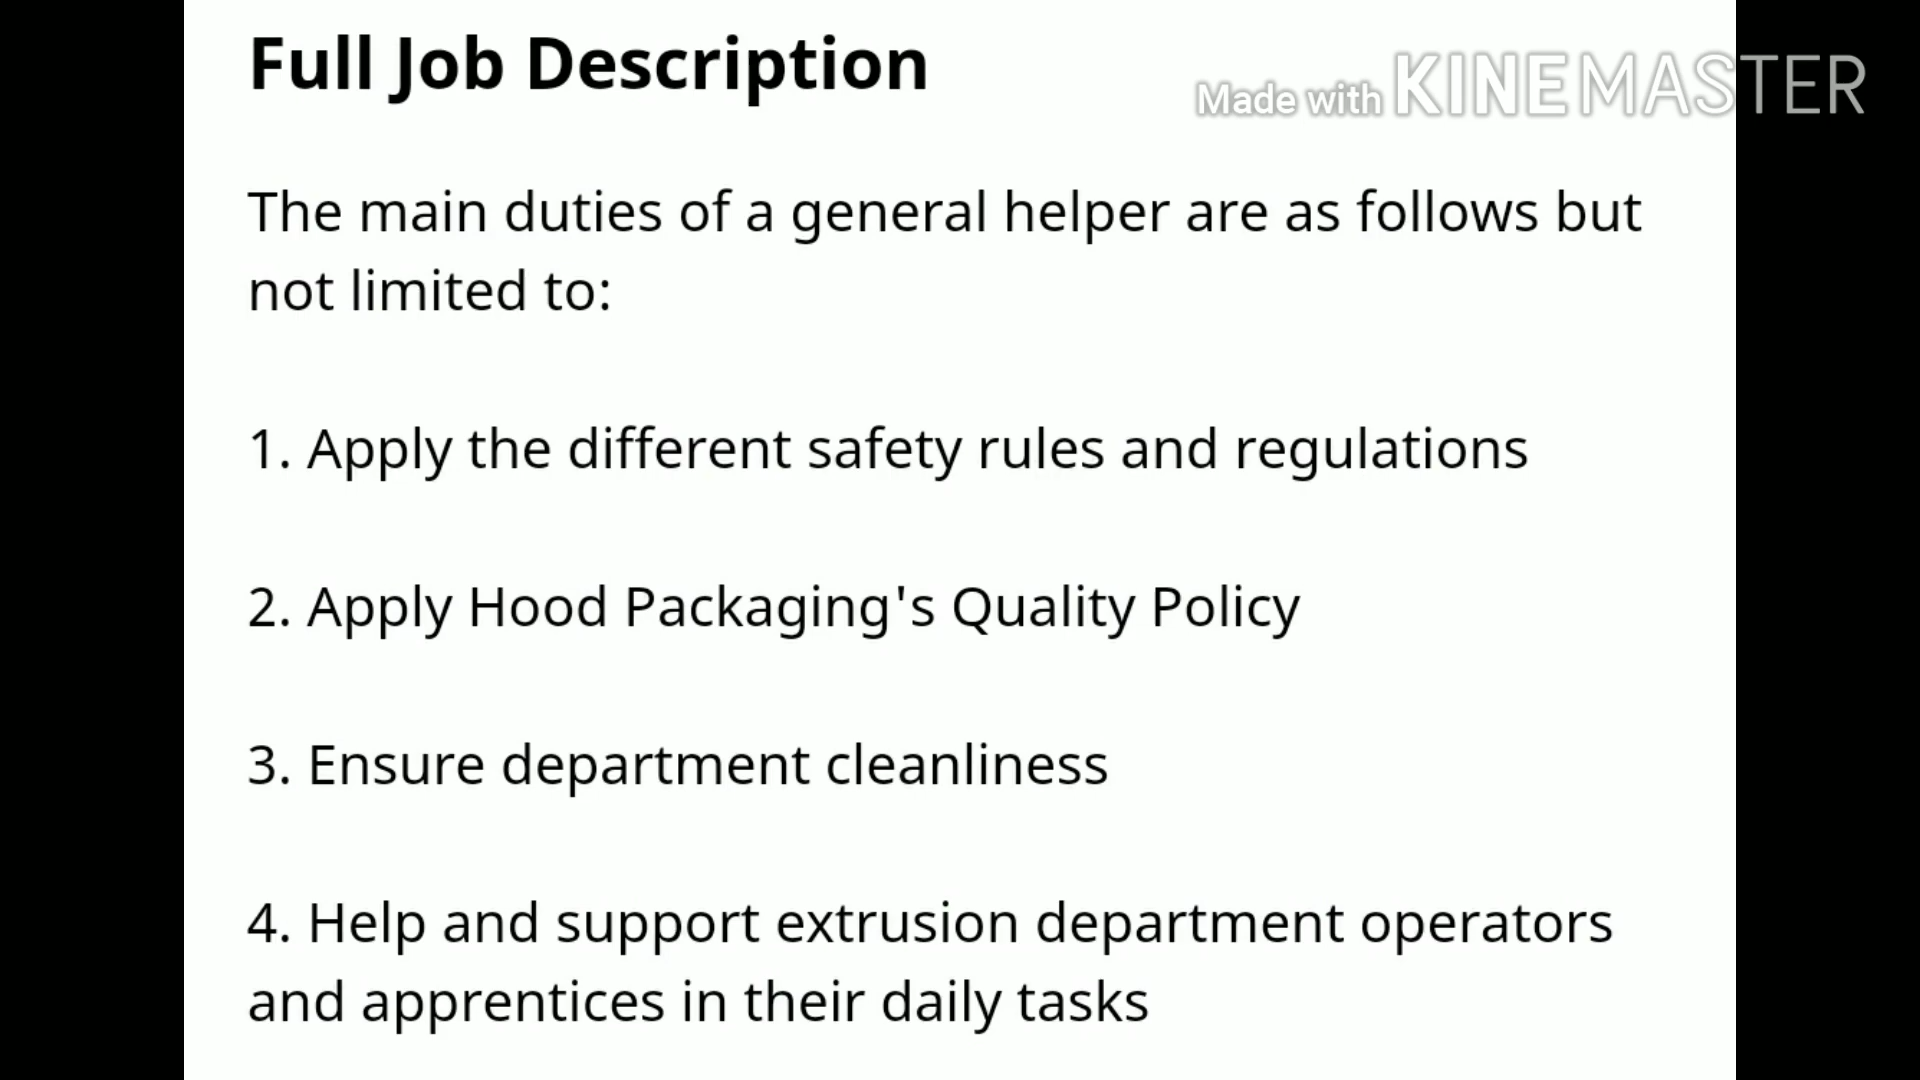 Full Job Description
Made with KINEMASTER
The main duties of a general helper are as follows but
not limited to:
1. Apply the different safety rules and regulations
2. Apply Hood Packaging's Quality Policy
3. Ensure department cleanliness
4. Help and support extrusion department operators
and apprentices in their daily tasks